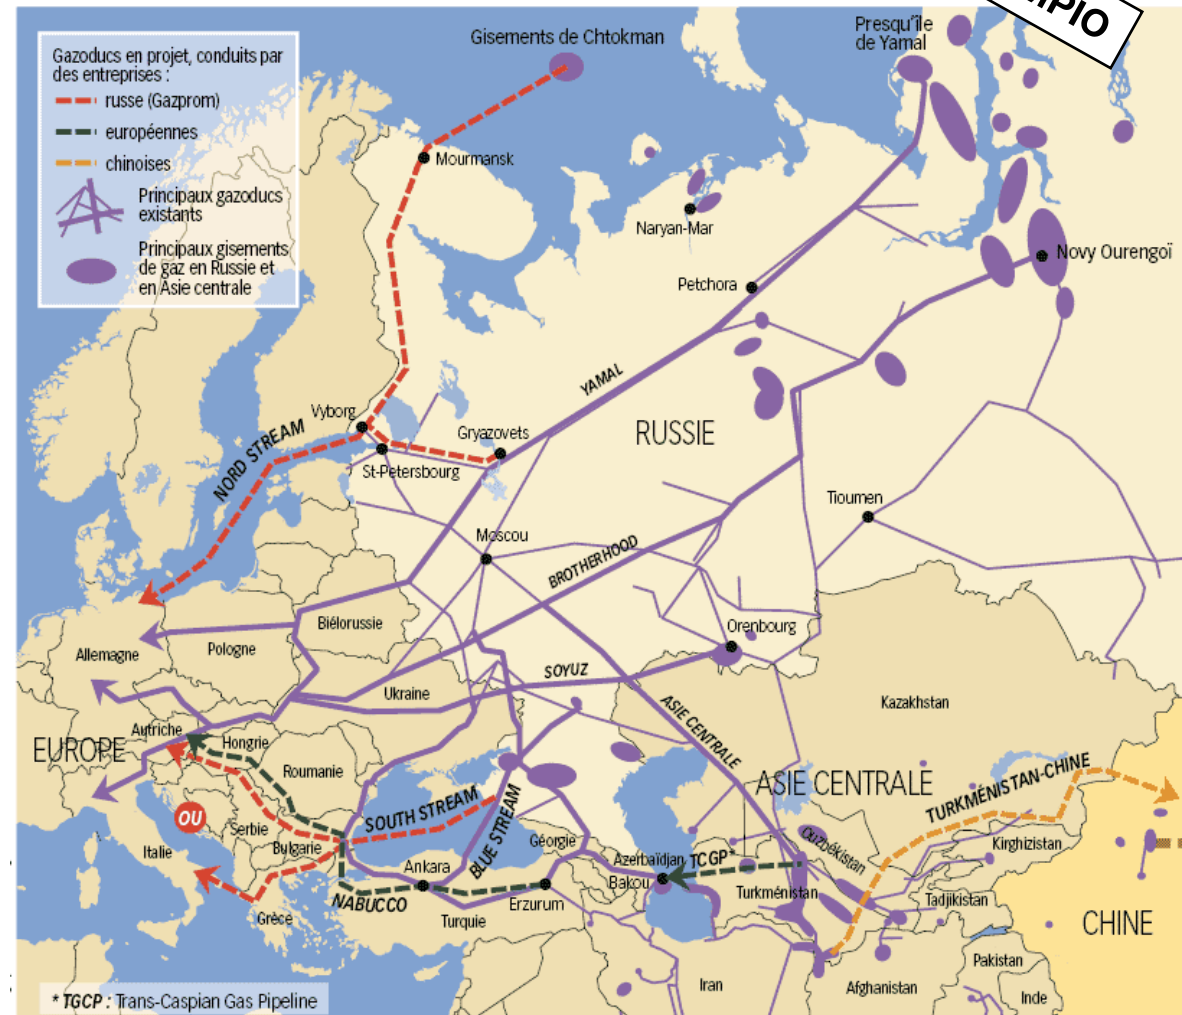 IPIO
Gazoducs en projet, conduits par
des entreprises :
russe (Gazprom)
européennes
chinoises
Principaux gazoducs
existants
Principaux gisements
de gaz en Russie et
en Asie centrale
Gisements de Chtokman
Presqu'île
de Yamal
Mourmansk
Naryan-Mar
Novy Ourengoï
Petchora
YAMAL
RUSSIE
Vyborg
Gryazovets
NORD STREAM
St-Petersbourg
Tioumen
Moscou
BROTHERHOOD
Biélorussie
Orenbourg
Allemagne
Pologne
SOYUZ
Ukraine
Kazakhstan
ASIE CENTRALE
Autriche
Hongrie
EUROPE
Roumanie
ASIE CENTRALE
TURKMÉNISTAN-CHINE
OU
SOUTH STREAM
Serbie
BLUE STREAM
Bulgarie
Géorgie
Ouzbékistan
Kirghizistan
Italie
Ankara
Azerbaïdjan
TCGP*
Bakou
Turkménistan
Tadjikistan
NABUCCO
Erzurum
Grèce
Turquie
CHINE
Pakistan
Iran
Afghanistan
Inde
* TGCP : Trans-Caspian Gas Pipeline